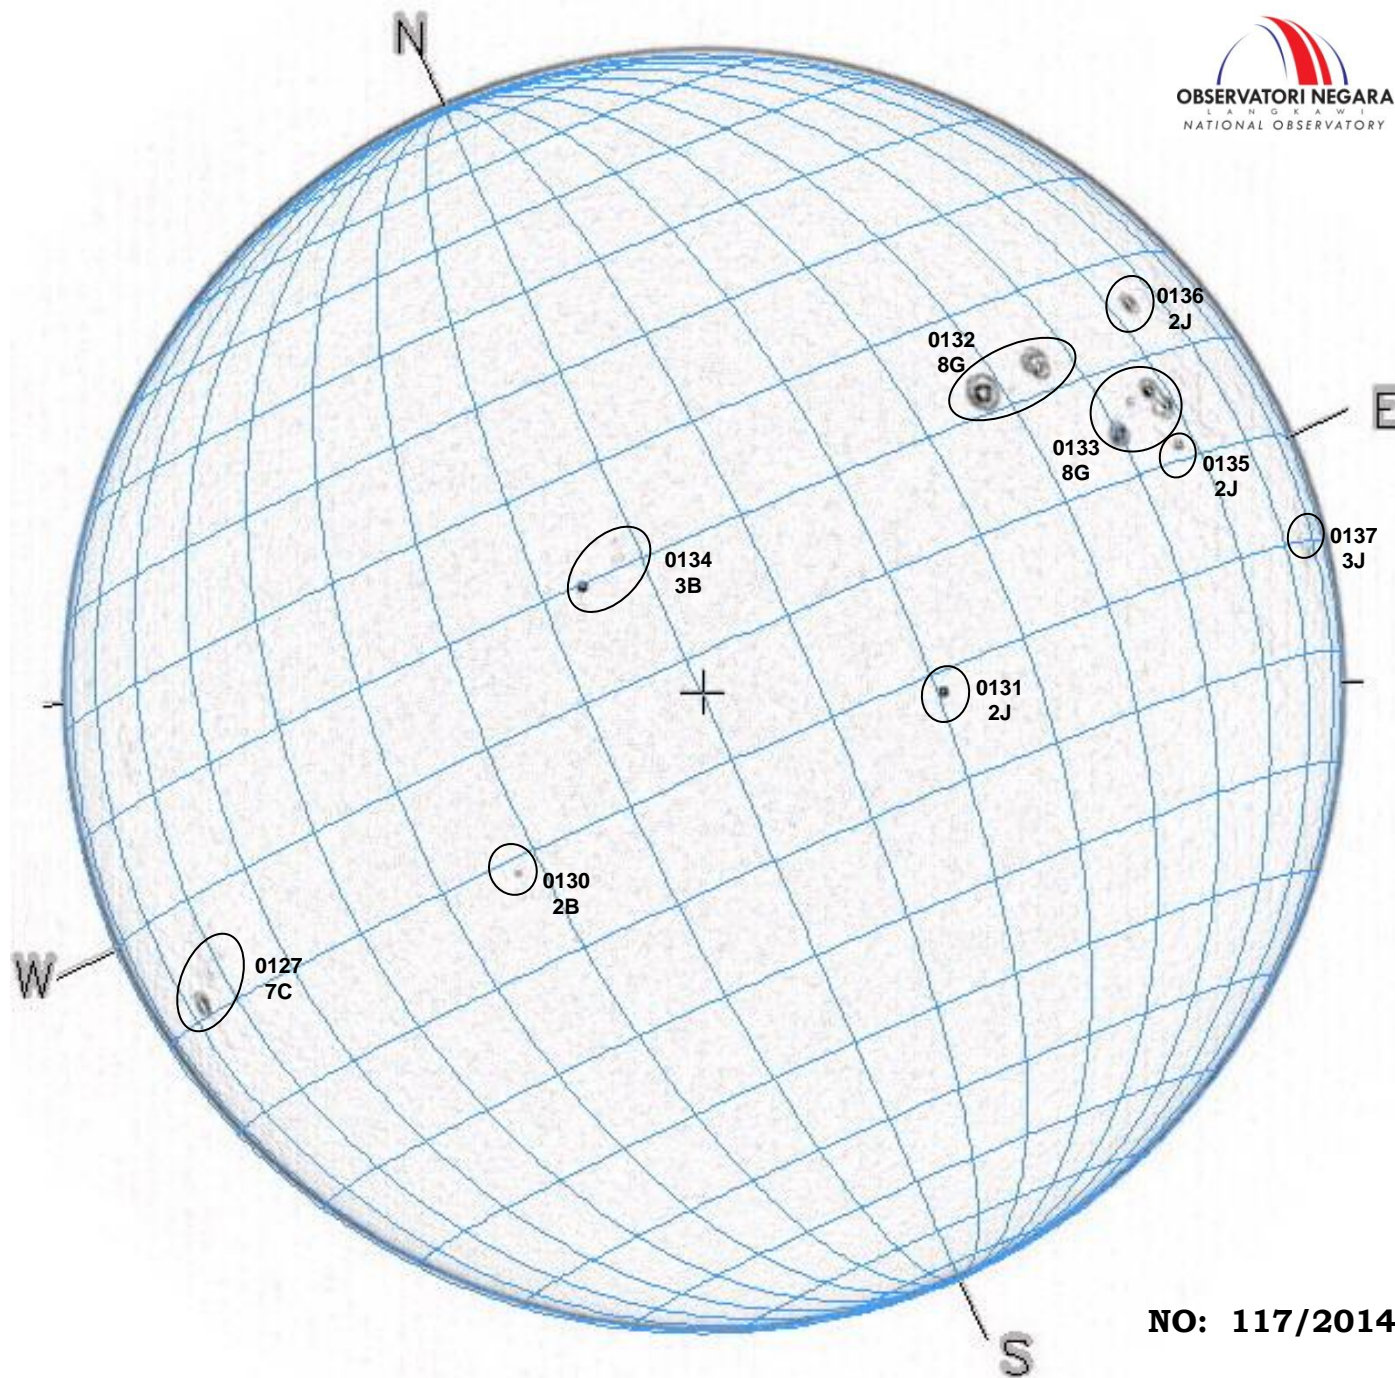 N
OBSERVATORI NEGARA
LANGKAWI
NATIONAL OBSERVATORY
0136
2J
0132
8G
E
0133
8G
0135
2J
0137
3J
0134
3B
0131
2J
0130
2B
W
0127
7C
NO: 117/2014
S